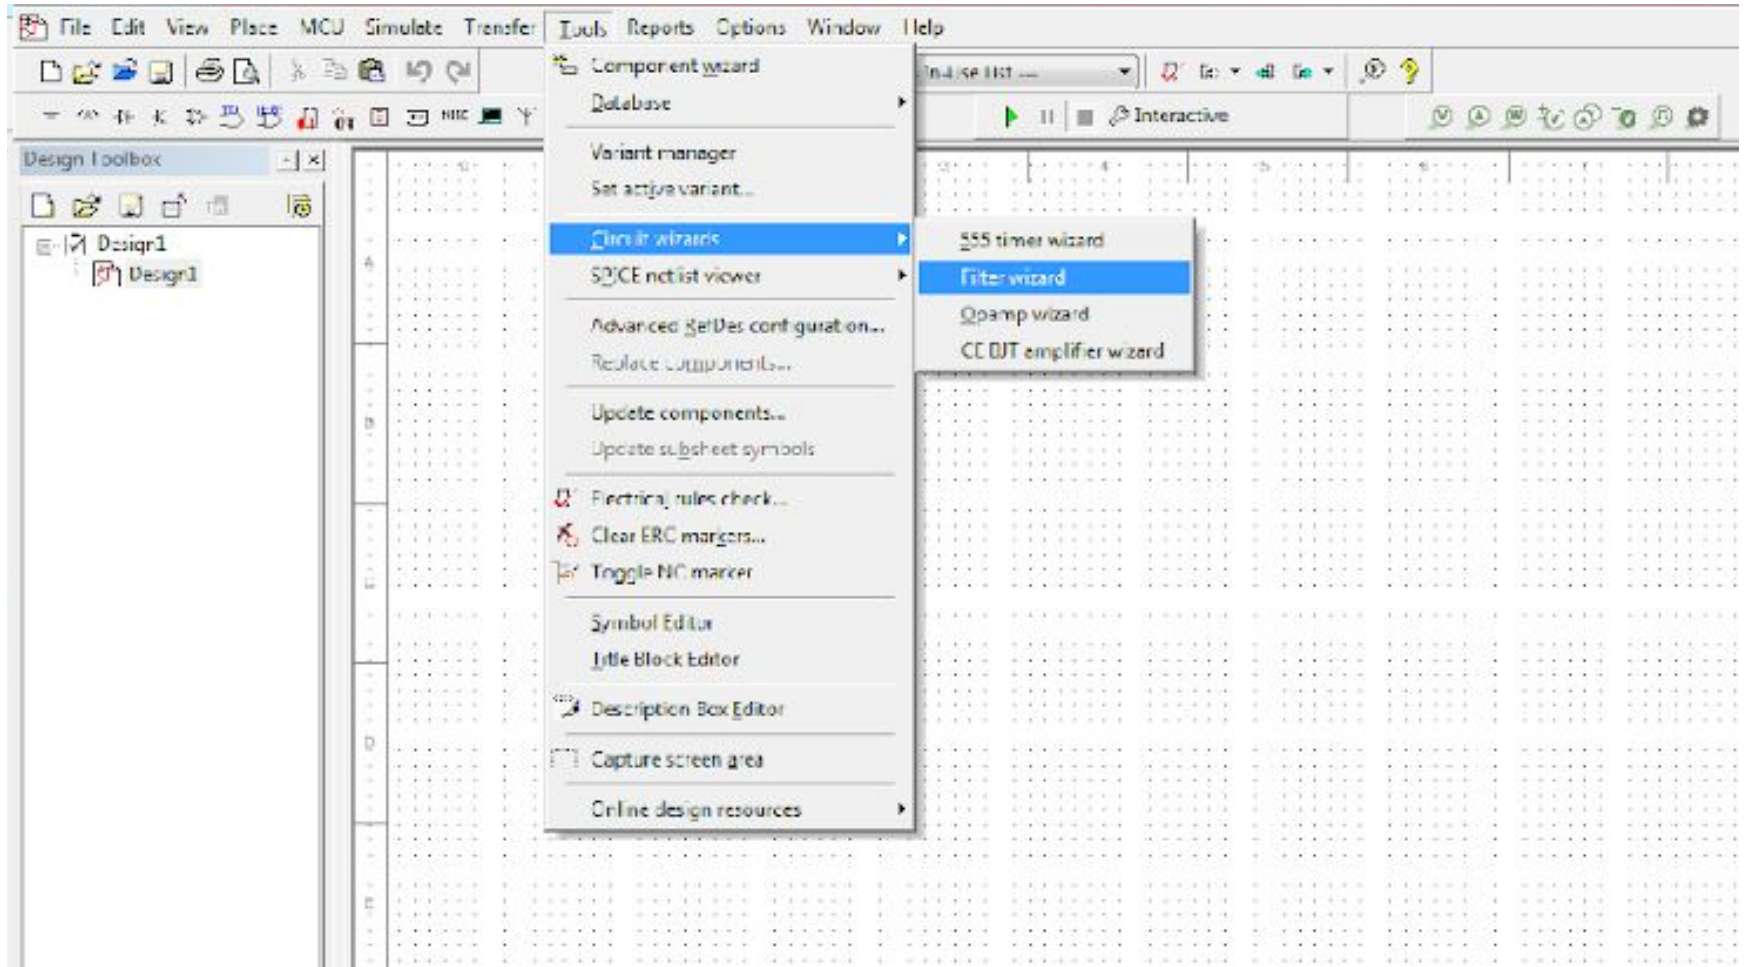 File Edit View Place MCU Simulate Transfer Tools Reports Options Window Help
In-Use List ---
Interactive
Design Toolbox
Design1
Design1
Component wizard
Database
Variant manager
Set active variant...
Circuit wizards
SPICE netlist viewer
Advanced RefDes configuration...
Replace components...
Update components...
Update subsheet symbols
Electrical rules check...
Clear ERC markers...
Toggle NC marker
Symbol Editor
Title Block Editor
Description Box Editor
Capture screen area
Online design resources
555 timer wizard
Filter wizard
Opamp wizard
CE BJT amplifier wizard
A
B
D
E